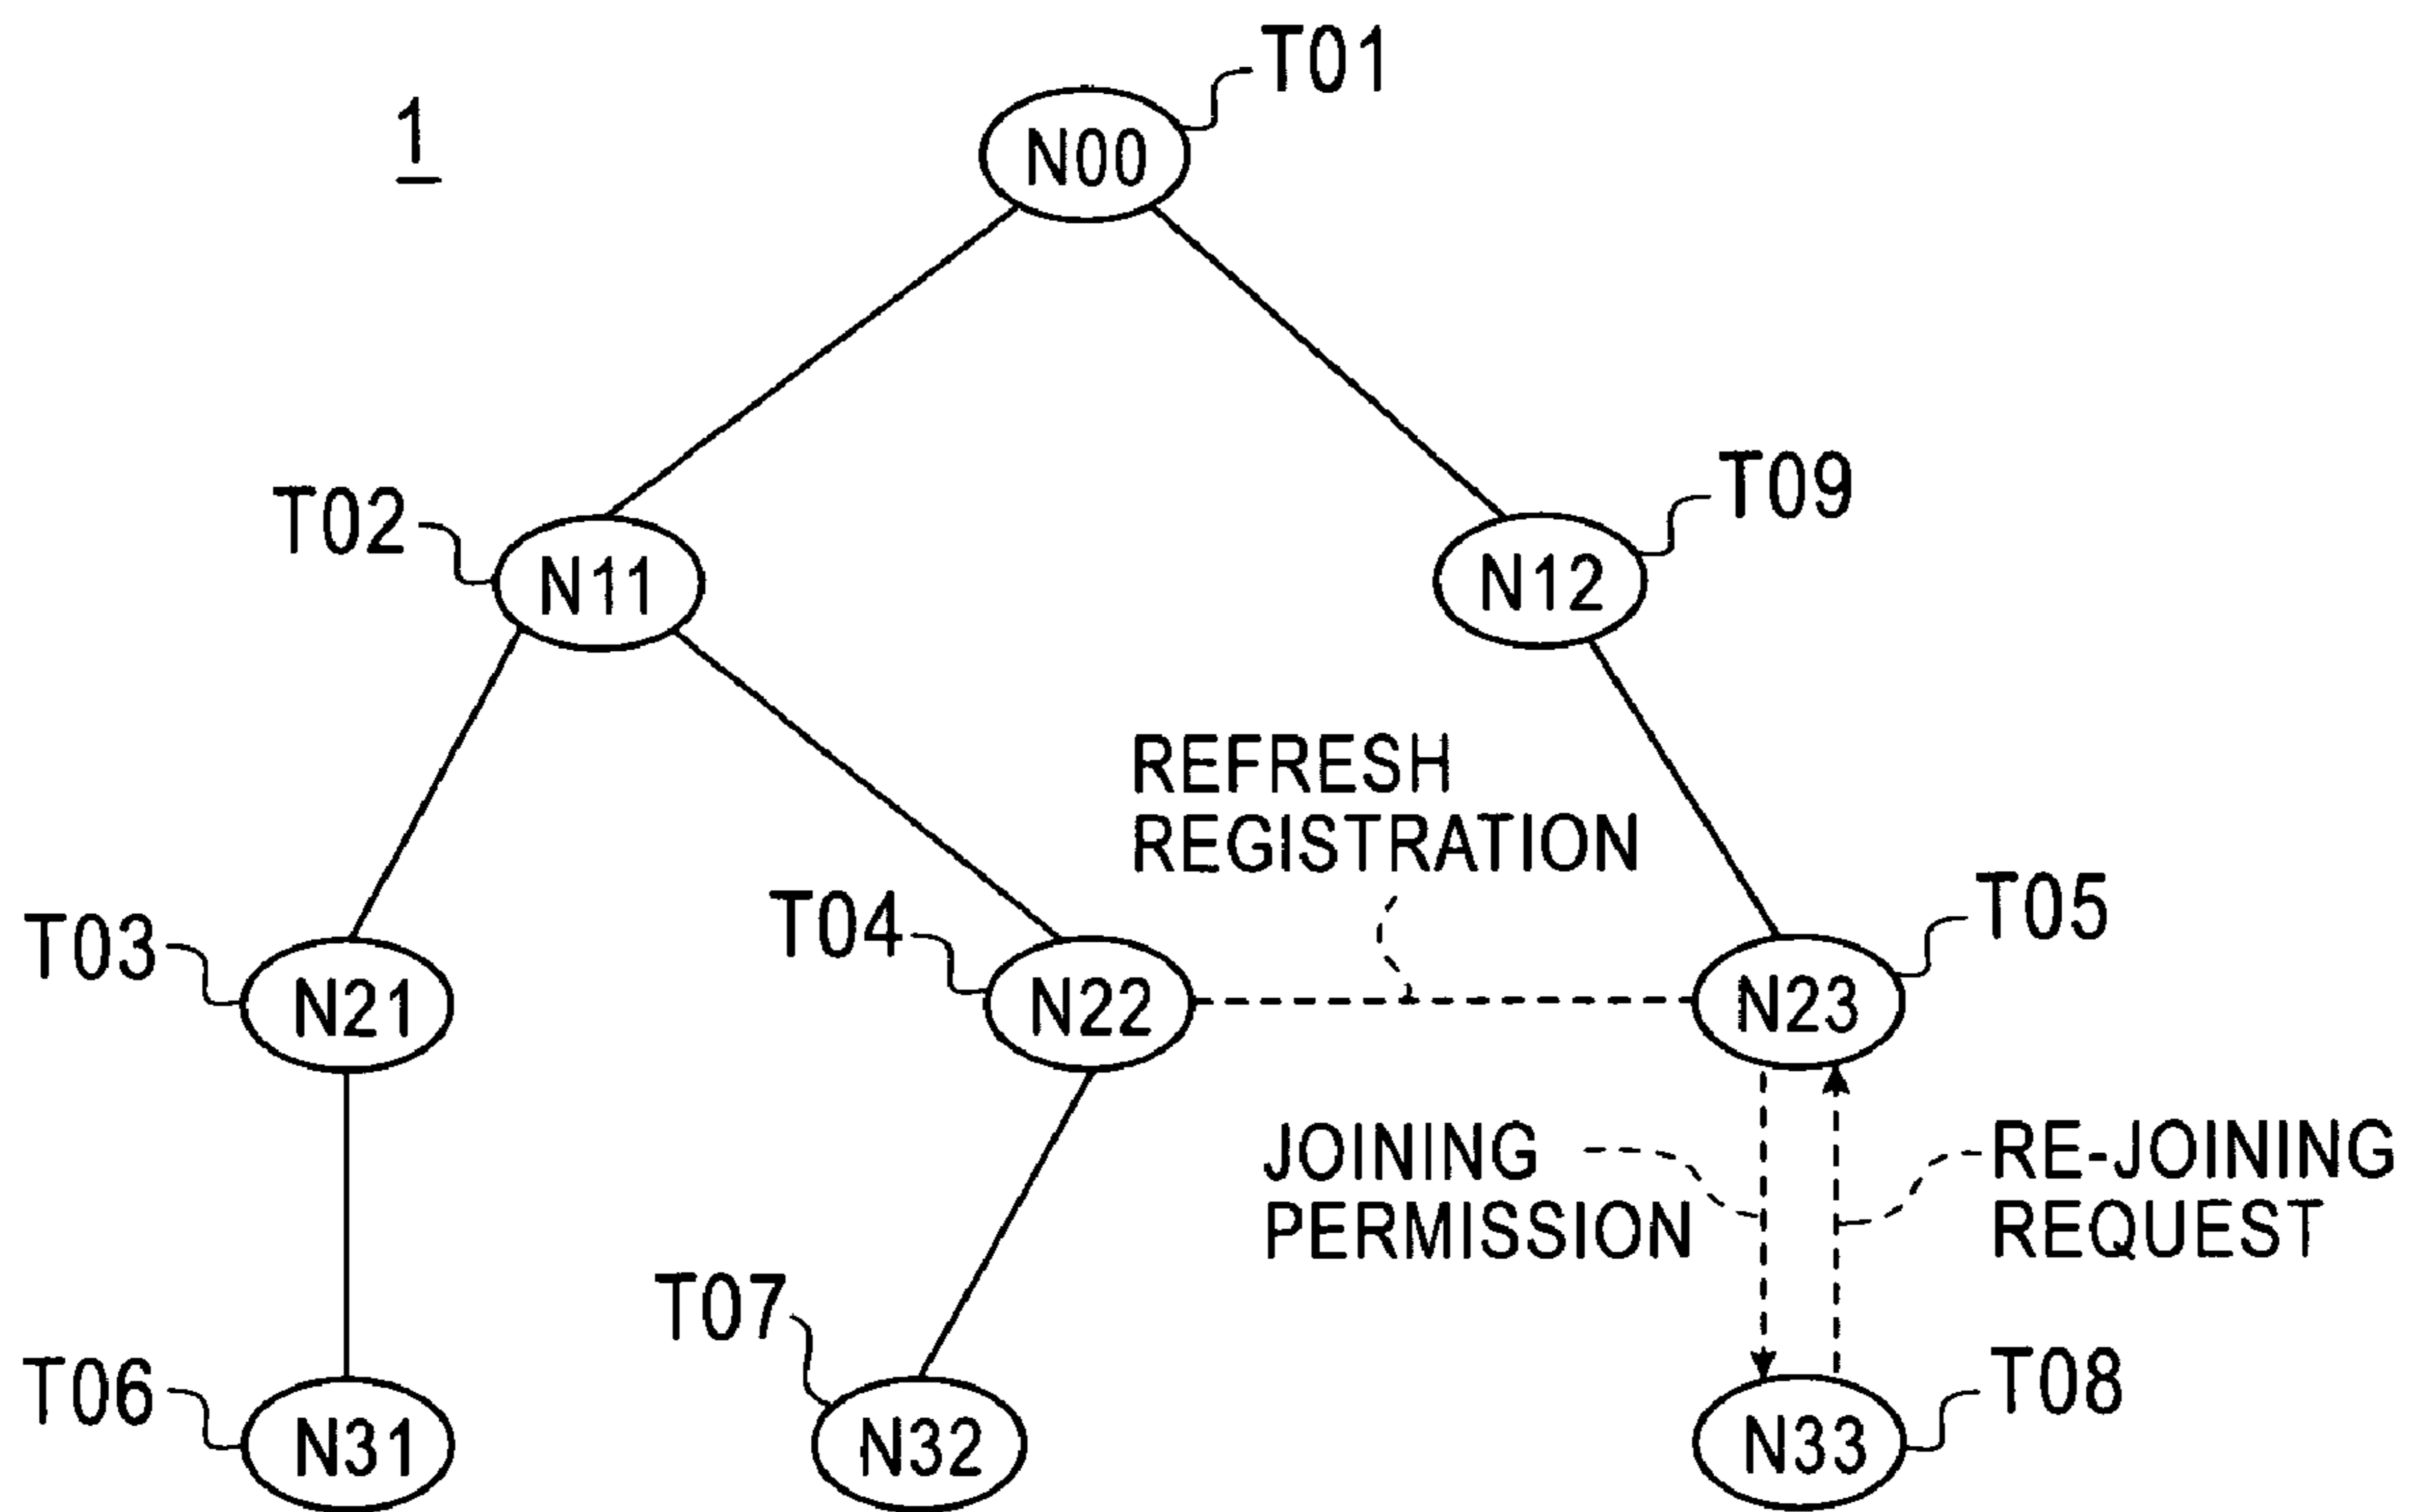 T01
1
N00
T02
T09
N11
N12
REFRESH
REGISTRATION
T03
T04
T05
N21
N22
N23
JOINING
PERMISSION
RE-JOINING
REQUEST
T06
T07
T08
N31
N32
N33